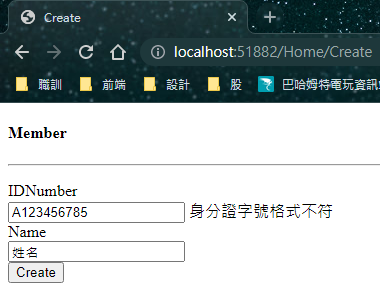 Create
localhost:51882/Home/Create
職訓 前端 設計 股 巴哈姆特電玩資訊
Member
IDNumber
A123456785 身分證字號格式不符
Name
姓名
Create